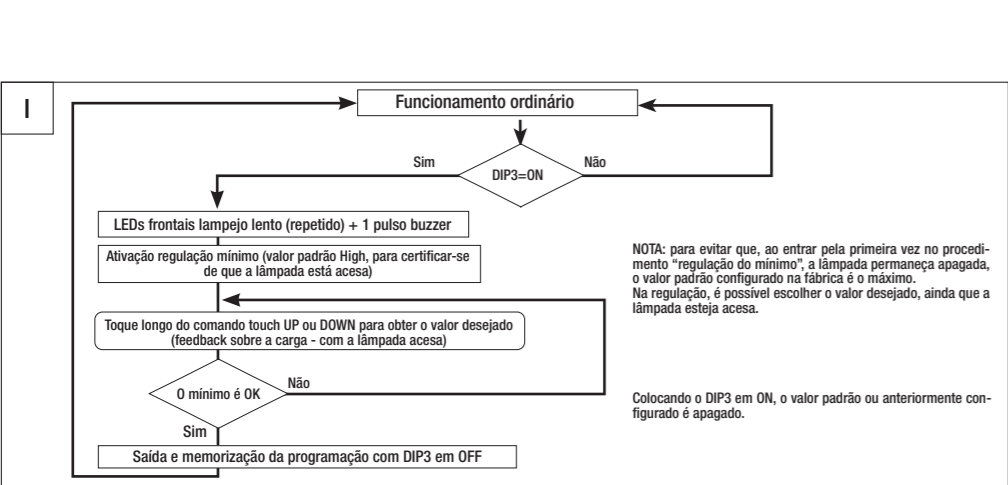 I
Funcionamento ordinário
Sim
Não
DIP3=ON
LEDs frontais lampejo lento (repetido) + 1 pulso buzzer
Ativação regulação mínimo (valor padrão High, para certificar-se
de que a lâmpada está acesa)
NOTA: para evitar que, ao entrar pela primeira vez no procedi-
mento “regulação do mínimo”, a lâmpada permaneça apagada,
o valor padrão configurado na fábrica é o máximo.
Na regulação, é possível escolher o valor desejado, ainda que a
lâmpada esteja acesa.
Toque longo do comando touch UP ou DOWN para obter o valor desejado
(feedback sobre a carga - com a lâmpada acesa)
O mínimo é OK
Não
Sim
Colocando o DIP3 em ON, o valor padrão ou anteriormente con-
figurado é apagado.
Saída e memorização da programação com DIP3 em OFF